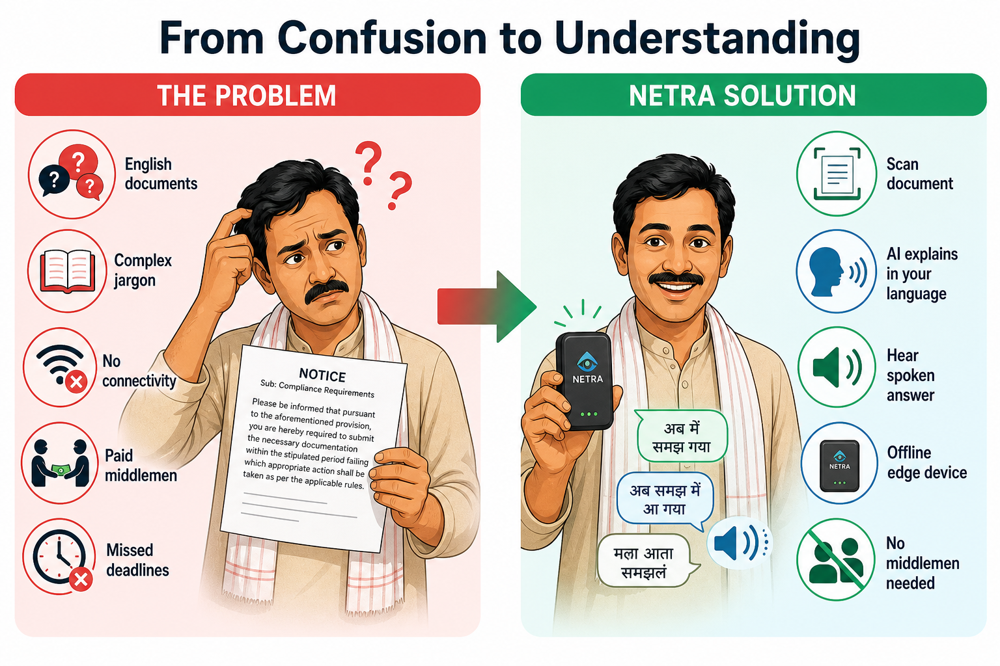 From Confusion to Understanding
THE PROBLEM
English
documents
Complex
jargon
No
connectivity
Paid
middlemen
Missed
deadlines
? ? ?
?
?
NOTICE
Sub: Compliance Requirements
Please be informed that pursuant
to the aforementioned provision,
you are hereby required to submit
the necessary documentation
within the stipulated period failing
which appropriate action shall be
taken as per the applicable rules.
NETRA SOLUTION
NETRA
अब में
समझ गया
अब समझ में
आ गया
मला आता
समझलं
Scan
document
AI explains
in your
language
Hear
spoken
answer
NETRA
Offline
edge device
No
middlemen
needed